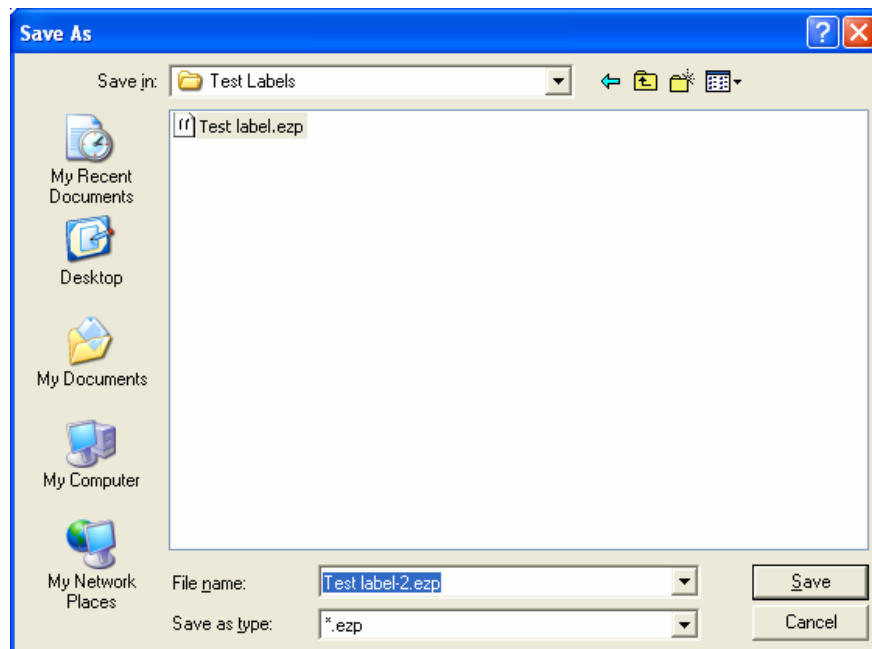 Save As
Save in:
Test Labels
Test label.ezp
My Recent
Documents
Desktop
My Documents
My Computer
My Network
Places
File name:
Test label-2.ezp
Save
Save as type:
*.ezp
Cancel